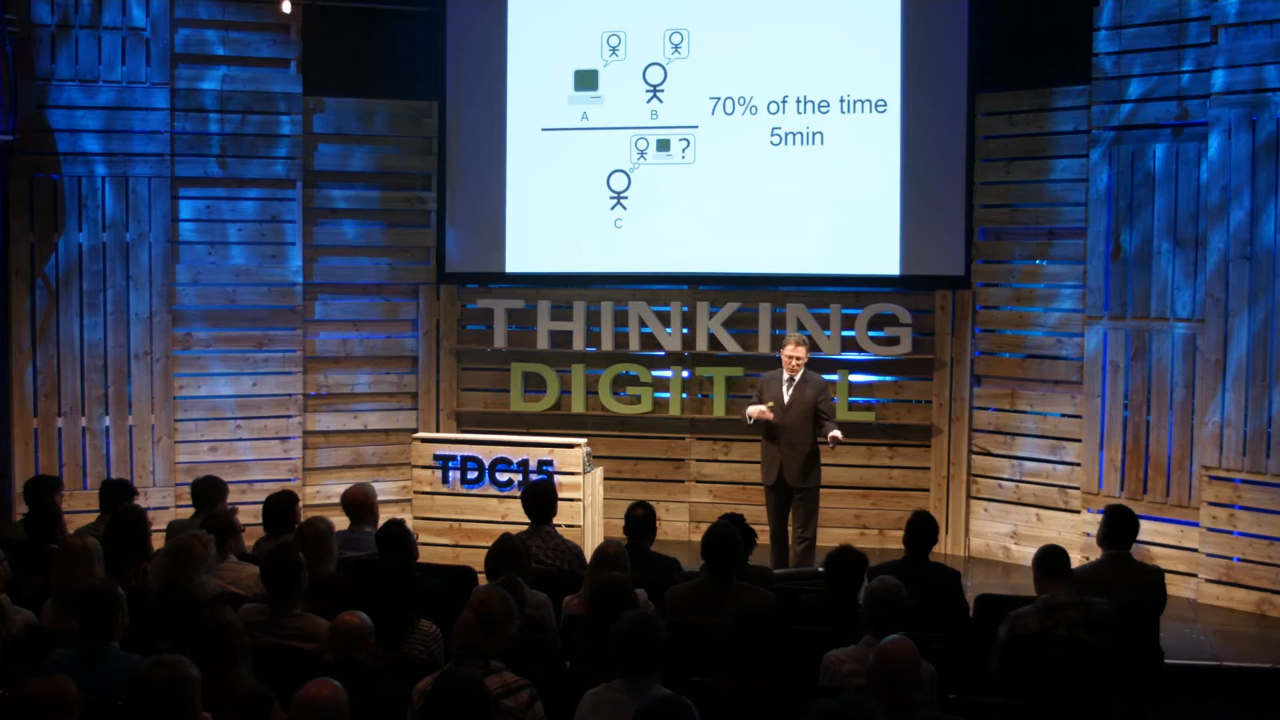 A
B
70% of the time
5min
?
C
THINKING
DIGIT L
TDC15